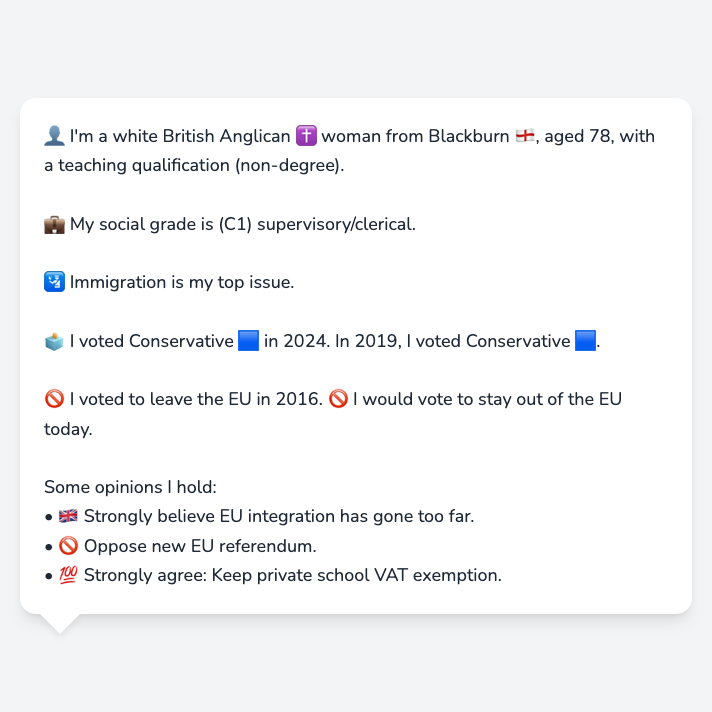 👤 I'm a white British Anglican ✝️ woman from Blackburn 🏴󠁧󠁢󠁥󠁮󠁧󠁿, aged 78, with
a teaching qualification (non-degree).
💼 My social grade is (C1) supervisory/clerical.
🛂 Immigration is my top issue.
🗳️ I voted Conservative 🟦 in 2024. In 2019, I voted Conservative 🟦.
🚫 I voted to leave the EU in 2016. 🚫 I would vote to stay out of the EU
today.
Some opinions I hold:
• 🇬🇧 Strongly believe EU integration has gone too far.
• 🚫 Oppose new EU referendum.
• 💯 Strongly agree: Keep private school VAT exemption.